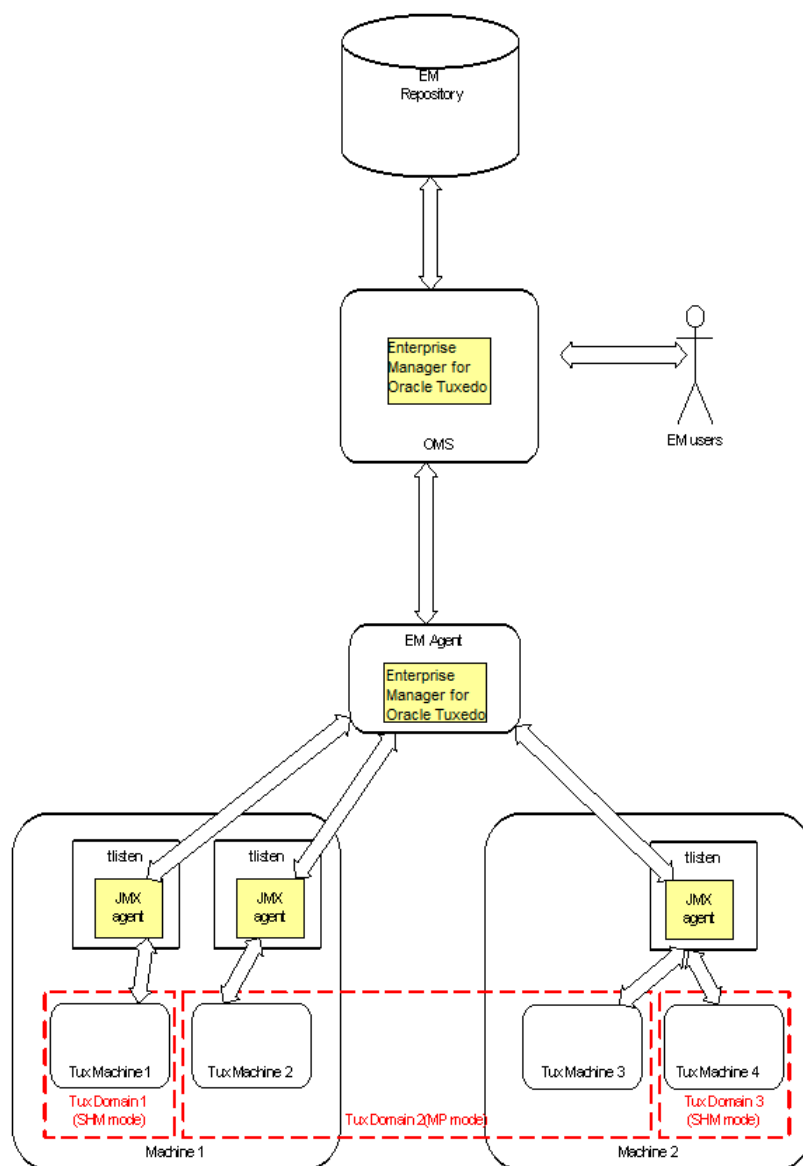 EM
Repository
Enterprise
Manager for
Oracle Tuxedo
OMS
EM users
EM Agent
Enterprise
Manager for
Oracle Tuxedo
tlisten
tlisten
tlisten
JMX
agent
JMX
agent
JMX
agent
Tux Machine 1
Tux Machine 2
Tux Machine 3
Tux Machine 4
Tux Domain 1
(SHM mode)
Tux Domain 2(MP mode)
Tux Domain 3
(SHM mode)
Machine 1
Machine 2